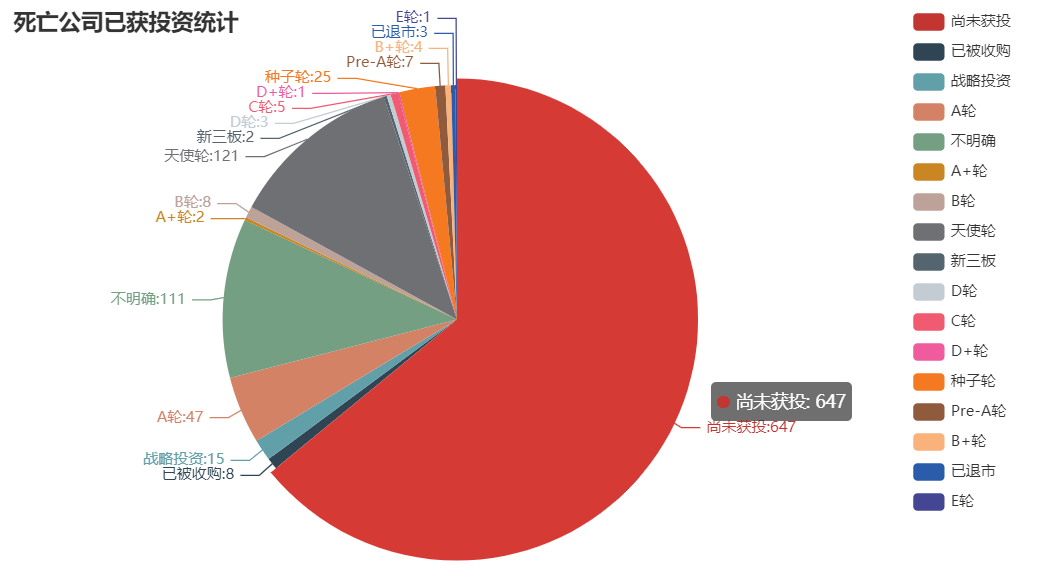 死亡公司已获投资统计
E轮:1
已退市:3
B+轮:4
Pre-A轮:7
种子轮:25
D+轮:1
C轮:5
D轮:3
新三板:2
天使轮:121
B轮:8
A+轮:2
不明确:111
A轮:47
战略投资:15
已被收购:8
尚未获投: 647
尚未获投:647
尚未获投
已被收购
战略投资
A轮
不明确
A+轮
B轮
天使轮
新三板
D轮
C轮
D+轮
种子轮
Pre-A轮
B+轮
已退市
E轮